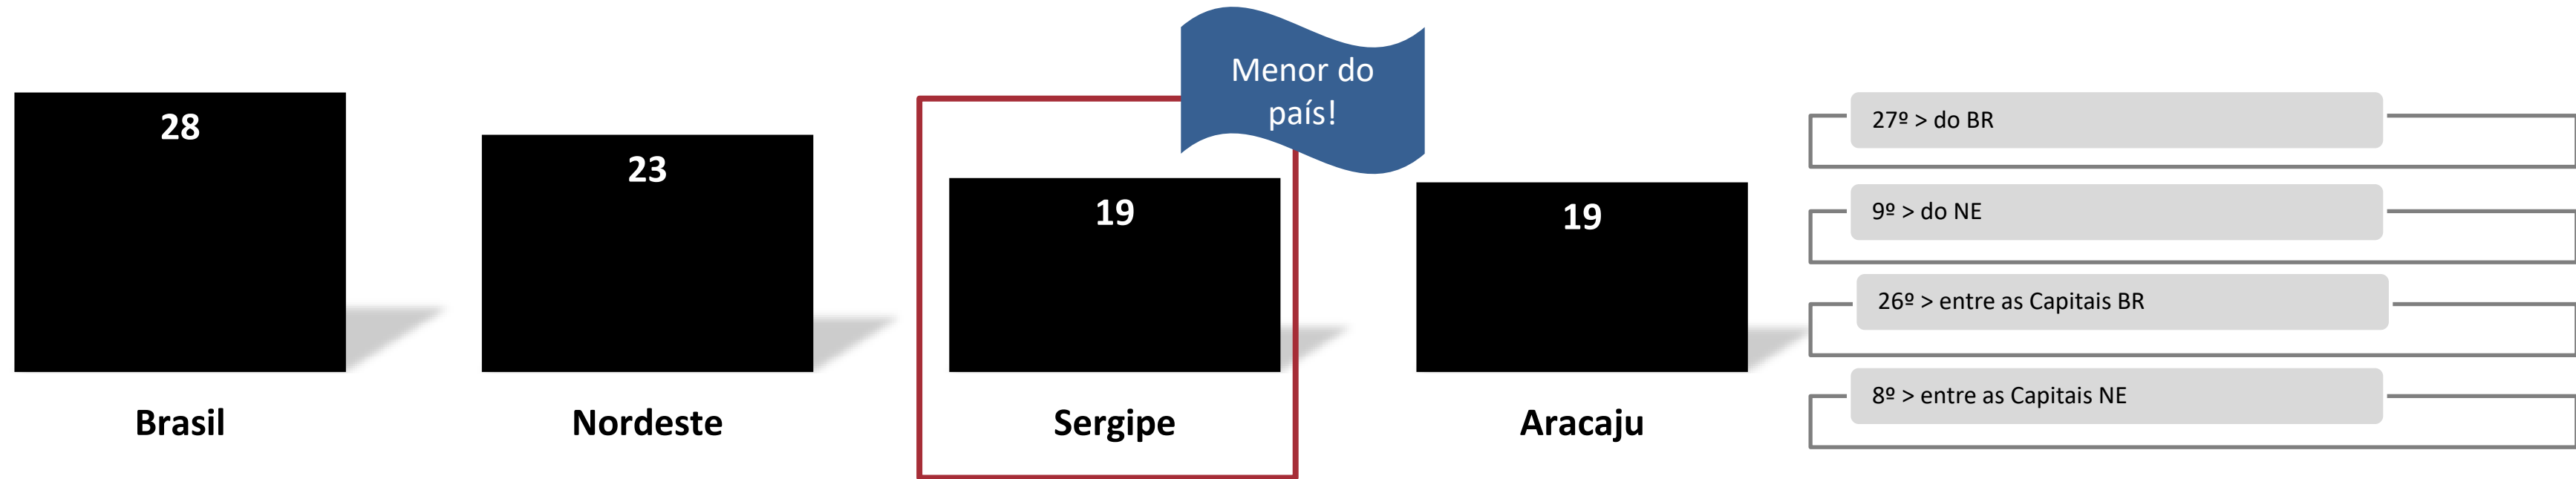 Menor do
país!
28
23
19
19
Brasil
Nordeste
Sergipe
Aracaju
27º > do BR
9º > do NE
26º > entre as Capitais BR
8º > entre as Capitais NE